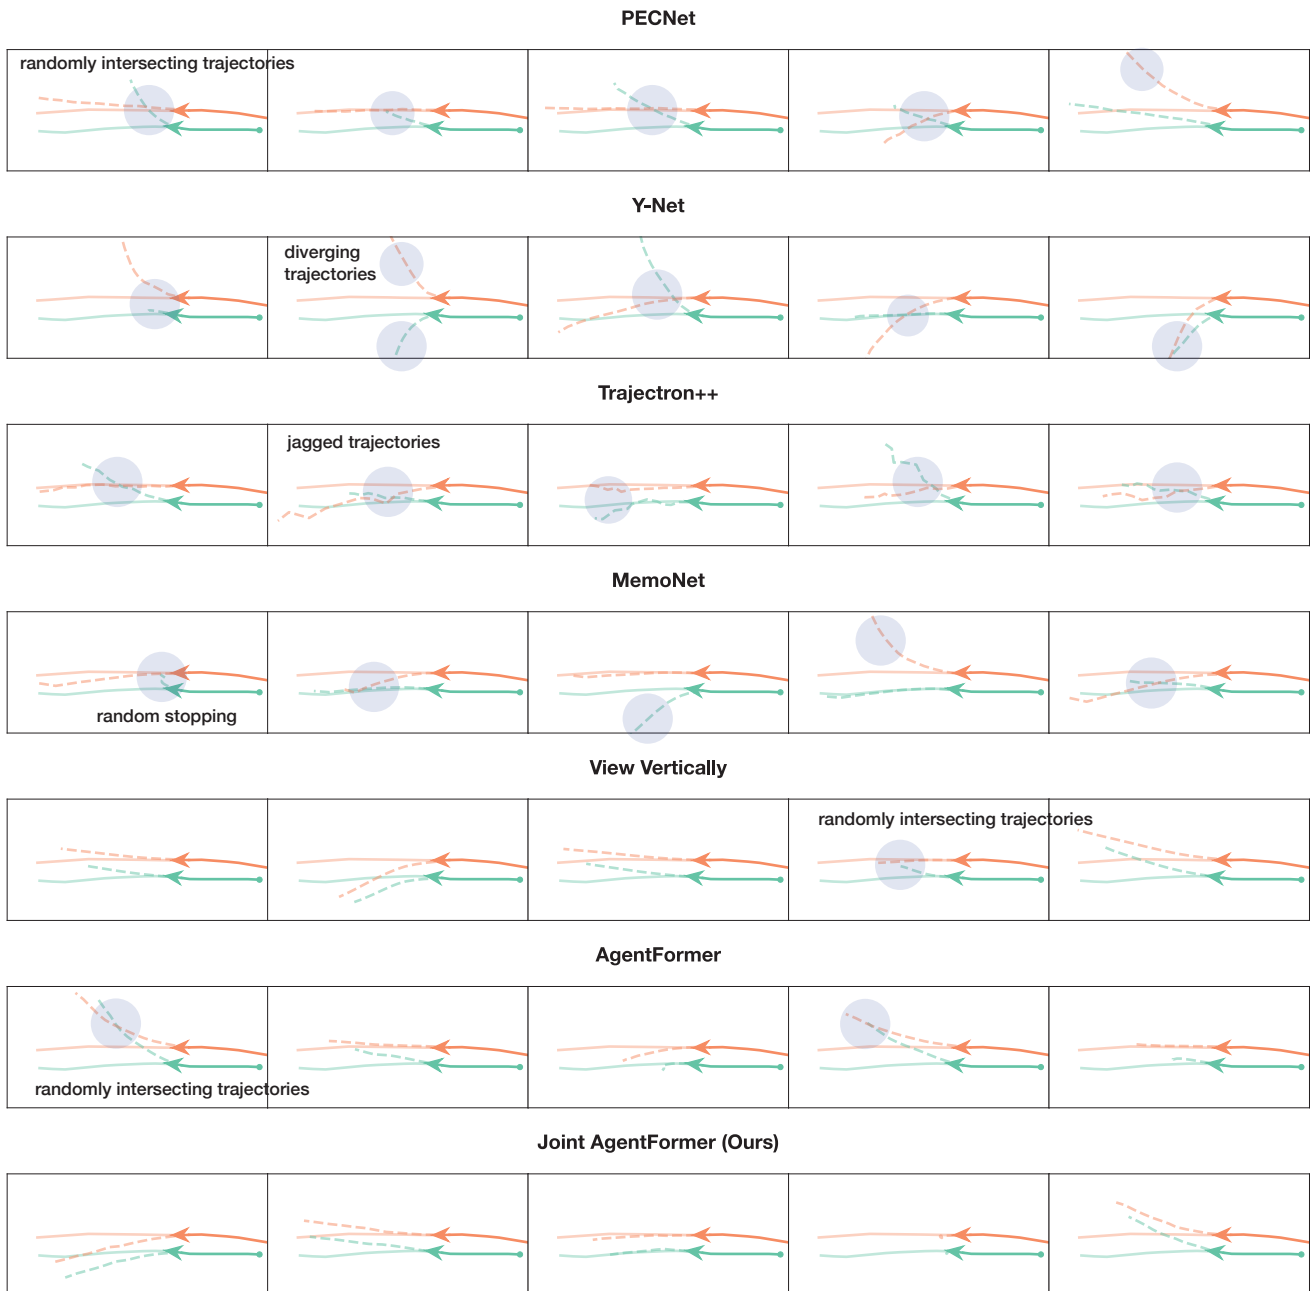 PECNet
randomly intersecting trajectories
Y-Net
diverging
trajectories
Trajectron++
jagged trajectories
MemoNet
random stopping
View Vertically
randomly intersecting trajectories
AgentFormer
randomly intersecting trajectories
Joint AgentFormer (Ours)